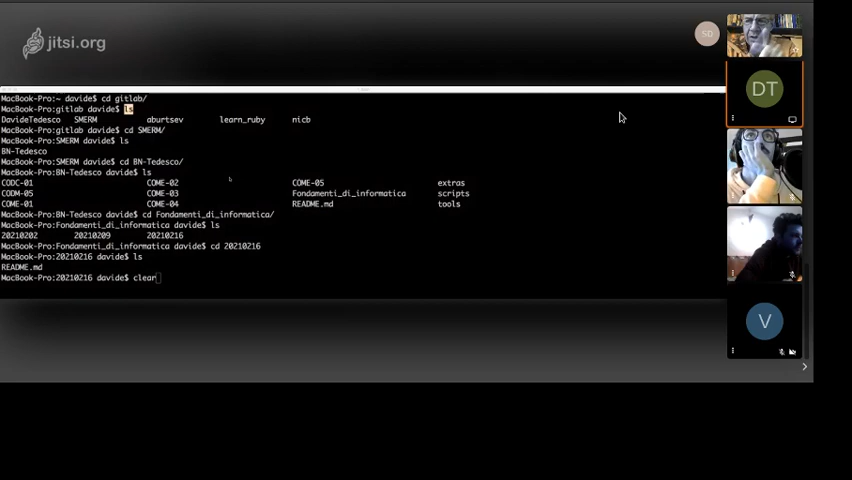 jitsi.org
SD
MacBook-Pro:~ davide$ cd gitlab/
MacBook-Pro:gitlab davide$ ls
DavideTedesco SMERM aburtsev learn_ruby nicb
MacBook-Pro:gitlab davide$ cd SMERM/
MacBook-Pro:SMERM davide$ ls
BN-Tedesco
MacBook-Pro:SMERM davide$ cd BN-Tedesco/
MacBook-Pro:BN-Tedesco davide$ ls
CODC-01 COME-02 COME-05 extras
CODM-05 COME-03 Fondamenti_di_informatica scripts
COME-01 COME-04 README.md tools
MacBook-Pro:BN-Tedesco davide$ cd Fondamenti_di_informatica/
MacBook-Pro:Fondamenti_di_informatica davide$ ls
20210202 20210209 20210216
MacBook-Pro:Fondamenti_di_informatica davide$ cd 20210216
MacBook-Pro:20210216 davide$ ls
README.md
MacBook-Pro:20210216 davide$ clear
DT
V